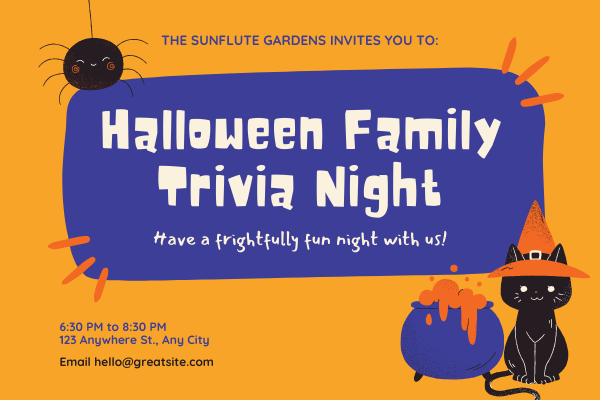 THE SUNFLUTE GARDENS INVITES YOU TO:
Halloween Family
Trivia Night
Have a frightfully fun night with us!
6:30 PM to 8:30 PM
123 Anywhere St., Any City
Email hello@greatsite.com